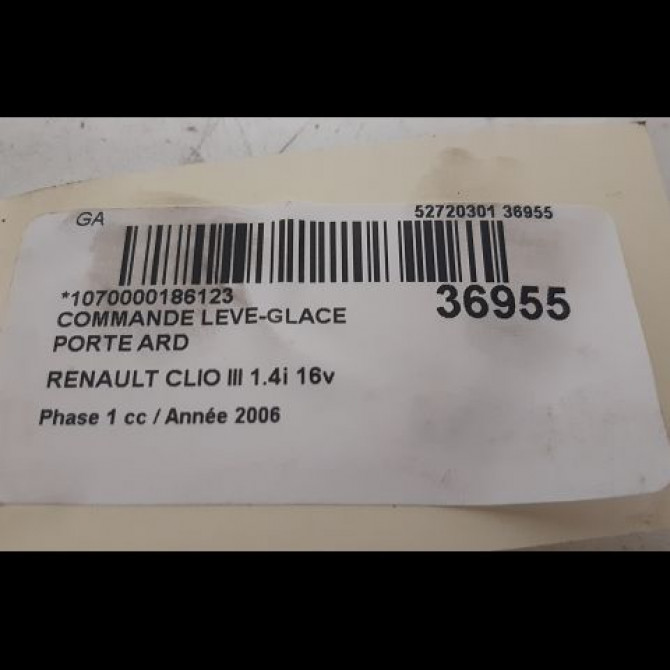 GA
52720301 36955
*1070000186123
36955
COMMANDE LEVE-GLACE
PORTE ARD
RENAULT CLIO III 1.4i 16v
Phase 1 cc / Année 2006